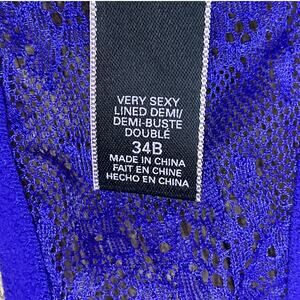 VERY SEXY
LINED DEMI/
DEMI-BUSTE
DOUBLÉ
34B
MADE IN CHINA
FAIT EN CHINE
HECHO EN CHINA